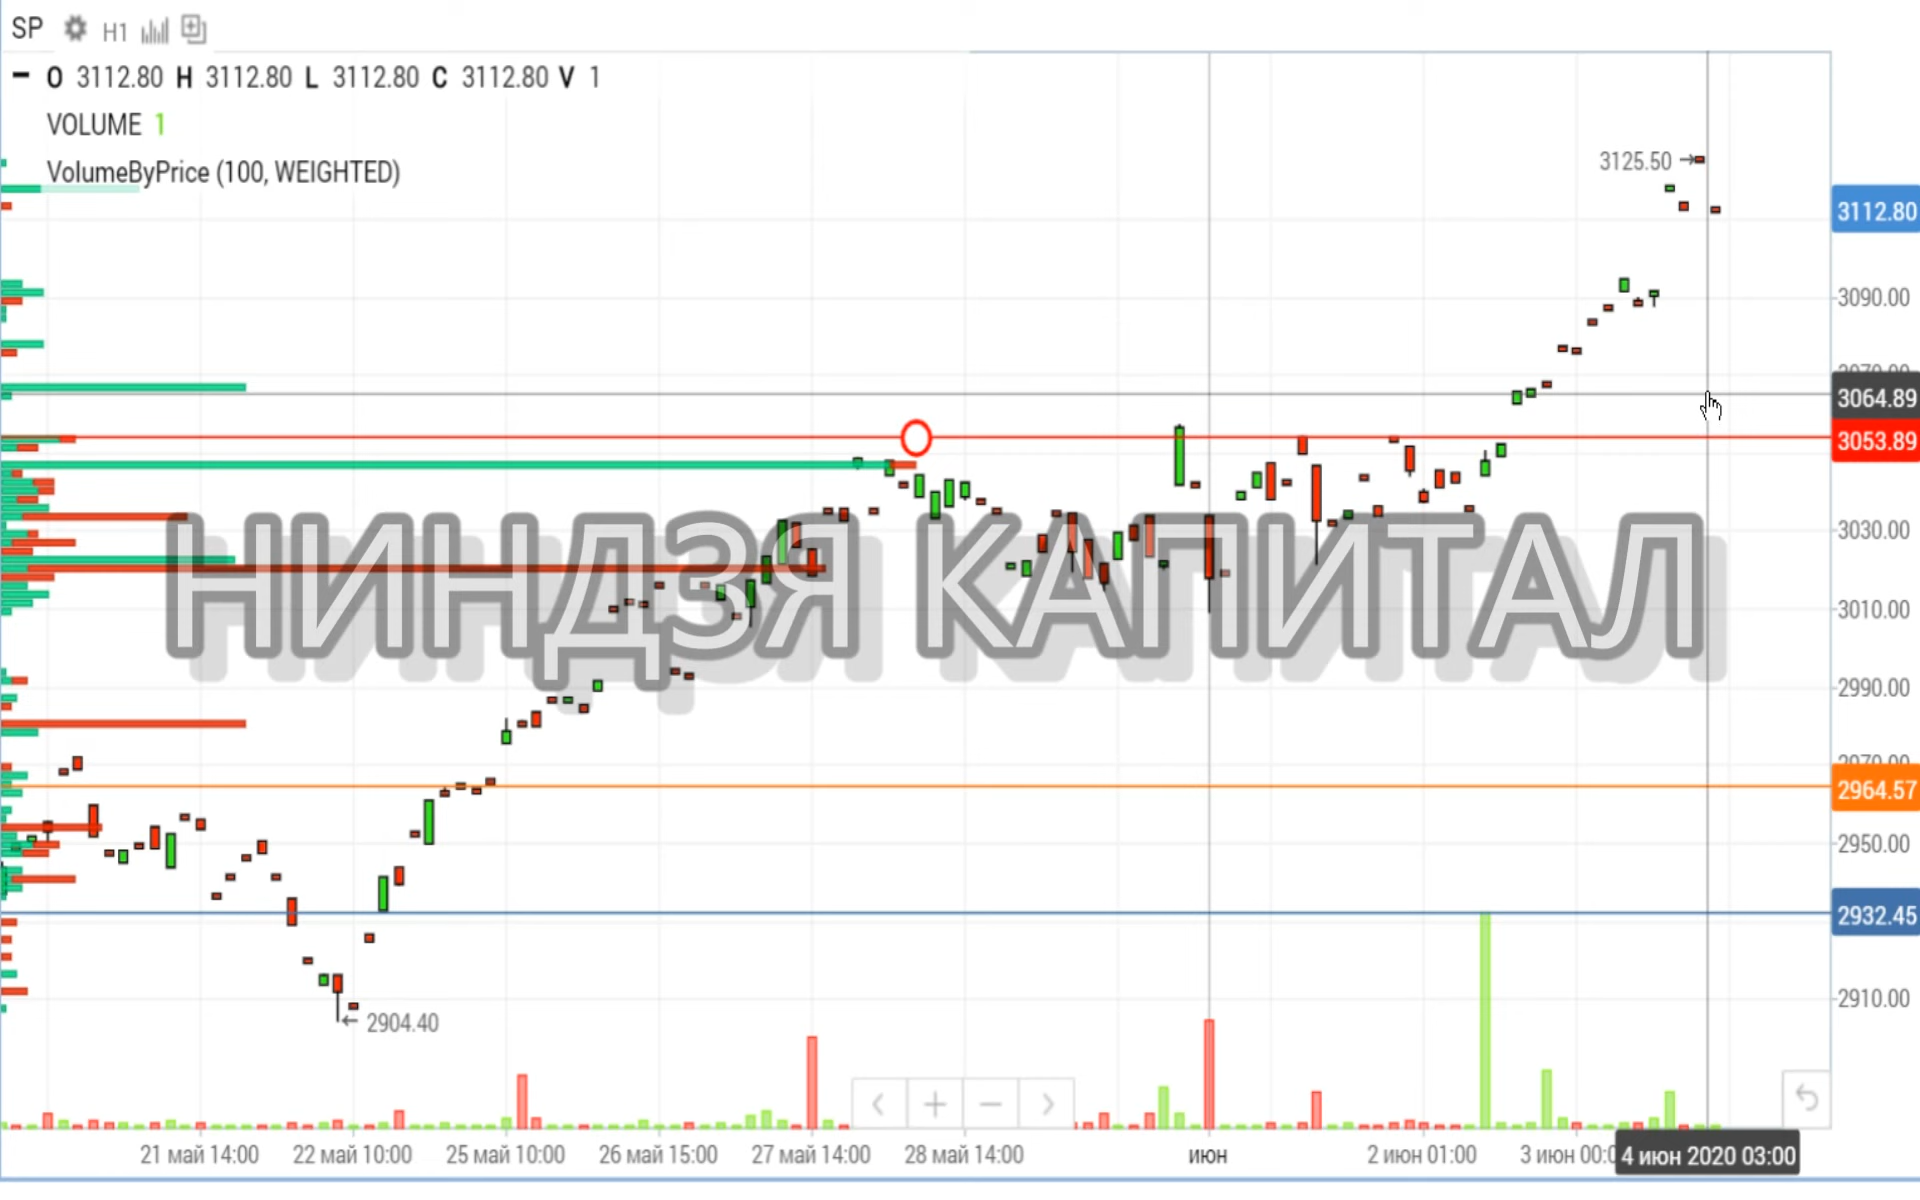 SP H1
O 3112.80 H 3112.80 L 3112.80 C 3112.80 V 1
VOLUME 1
VolumeByPrice (100, WEIGHTED)
3125.50
3112.80
3090.00
3064.89
3053.89
3030.00
НИНДЗЯ КАПИТАЛ
3010.00
2990.00
2964.57
2950.00
2932.45
2910.00
2904.40
21 май 14:00 22 май 10:00 25 май 10:00 26 май 15:00 27 май 14:00 28 май 14:00 июн 2 июн 01:00 3 июн 4 июн 2020 03:00